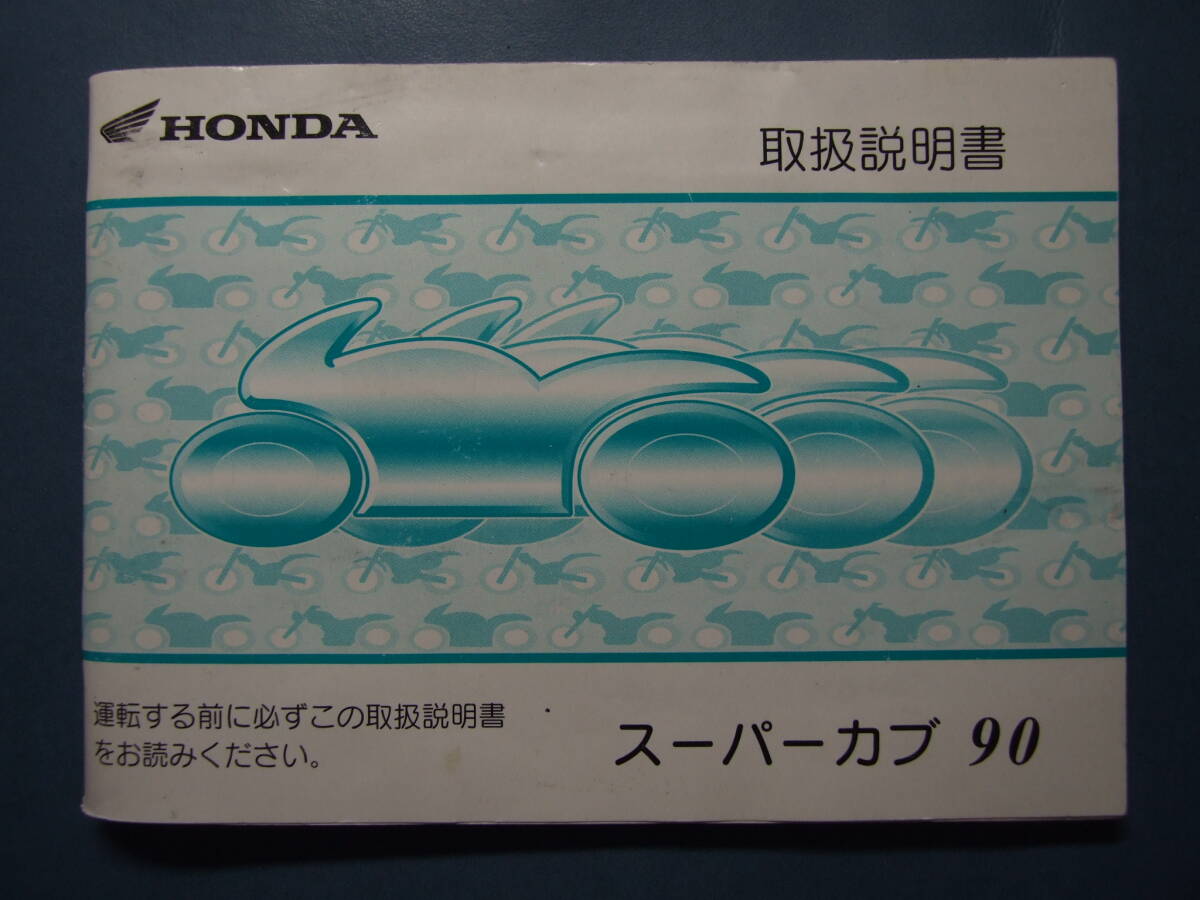 HONDA
取扱説明書
運転する前に必ずこの取扱説明書
をお読みください。
スーパーカブ 90